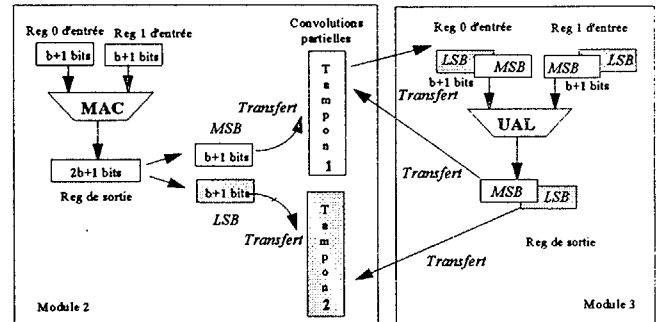 Reg 0 d'entrée
Reg 1 d'entrée
b+1 bits
b+1 bits
MAC
2b+1 bits
Reg de sortie
MSB
b+1 bits
b+1 bits
LSB
Transfert
Transfert
Convolutions
partielles
Tampon 1
Tampon 2
Module 2
Reg 0 d'entrée
Reg 1 d'entrée
LSB
MSB
b+1 bits
LSB
MSB
b+1 bits
Transfert
UAL
Transfert
MSB
LSB
Reg de sortie
Transfert
Module 3